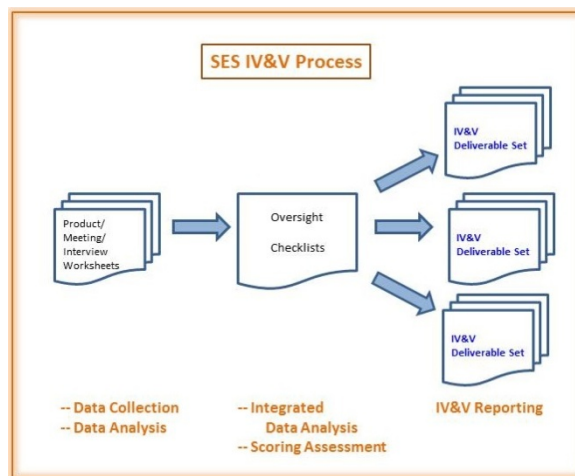 SES IV&V Process
Product/
Meeting/
Interview
Worksheets
Oversight
Checklists
IV&V
Deliverable Set
IV&V
Deliverable Set
IV&V
Deliverable Set
-- Data Collection
-- Data Analysis
-- Integrated
Data Analysis
-- Scoring Assessment
IV&V Reporting